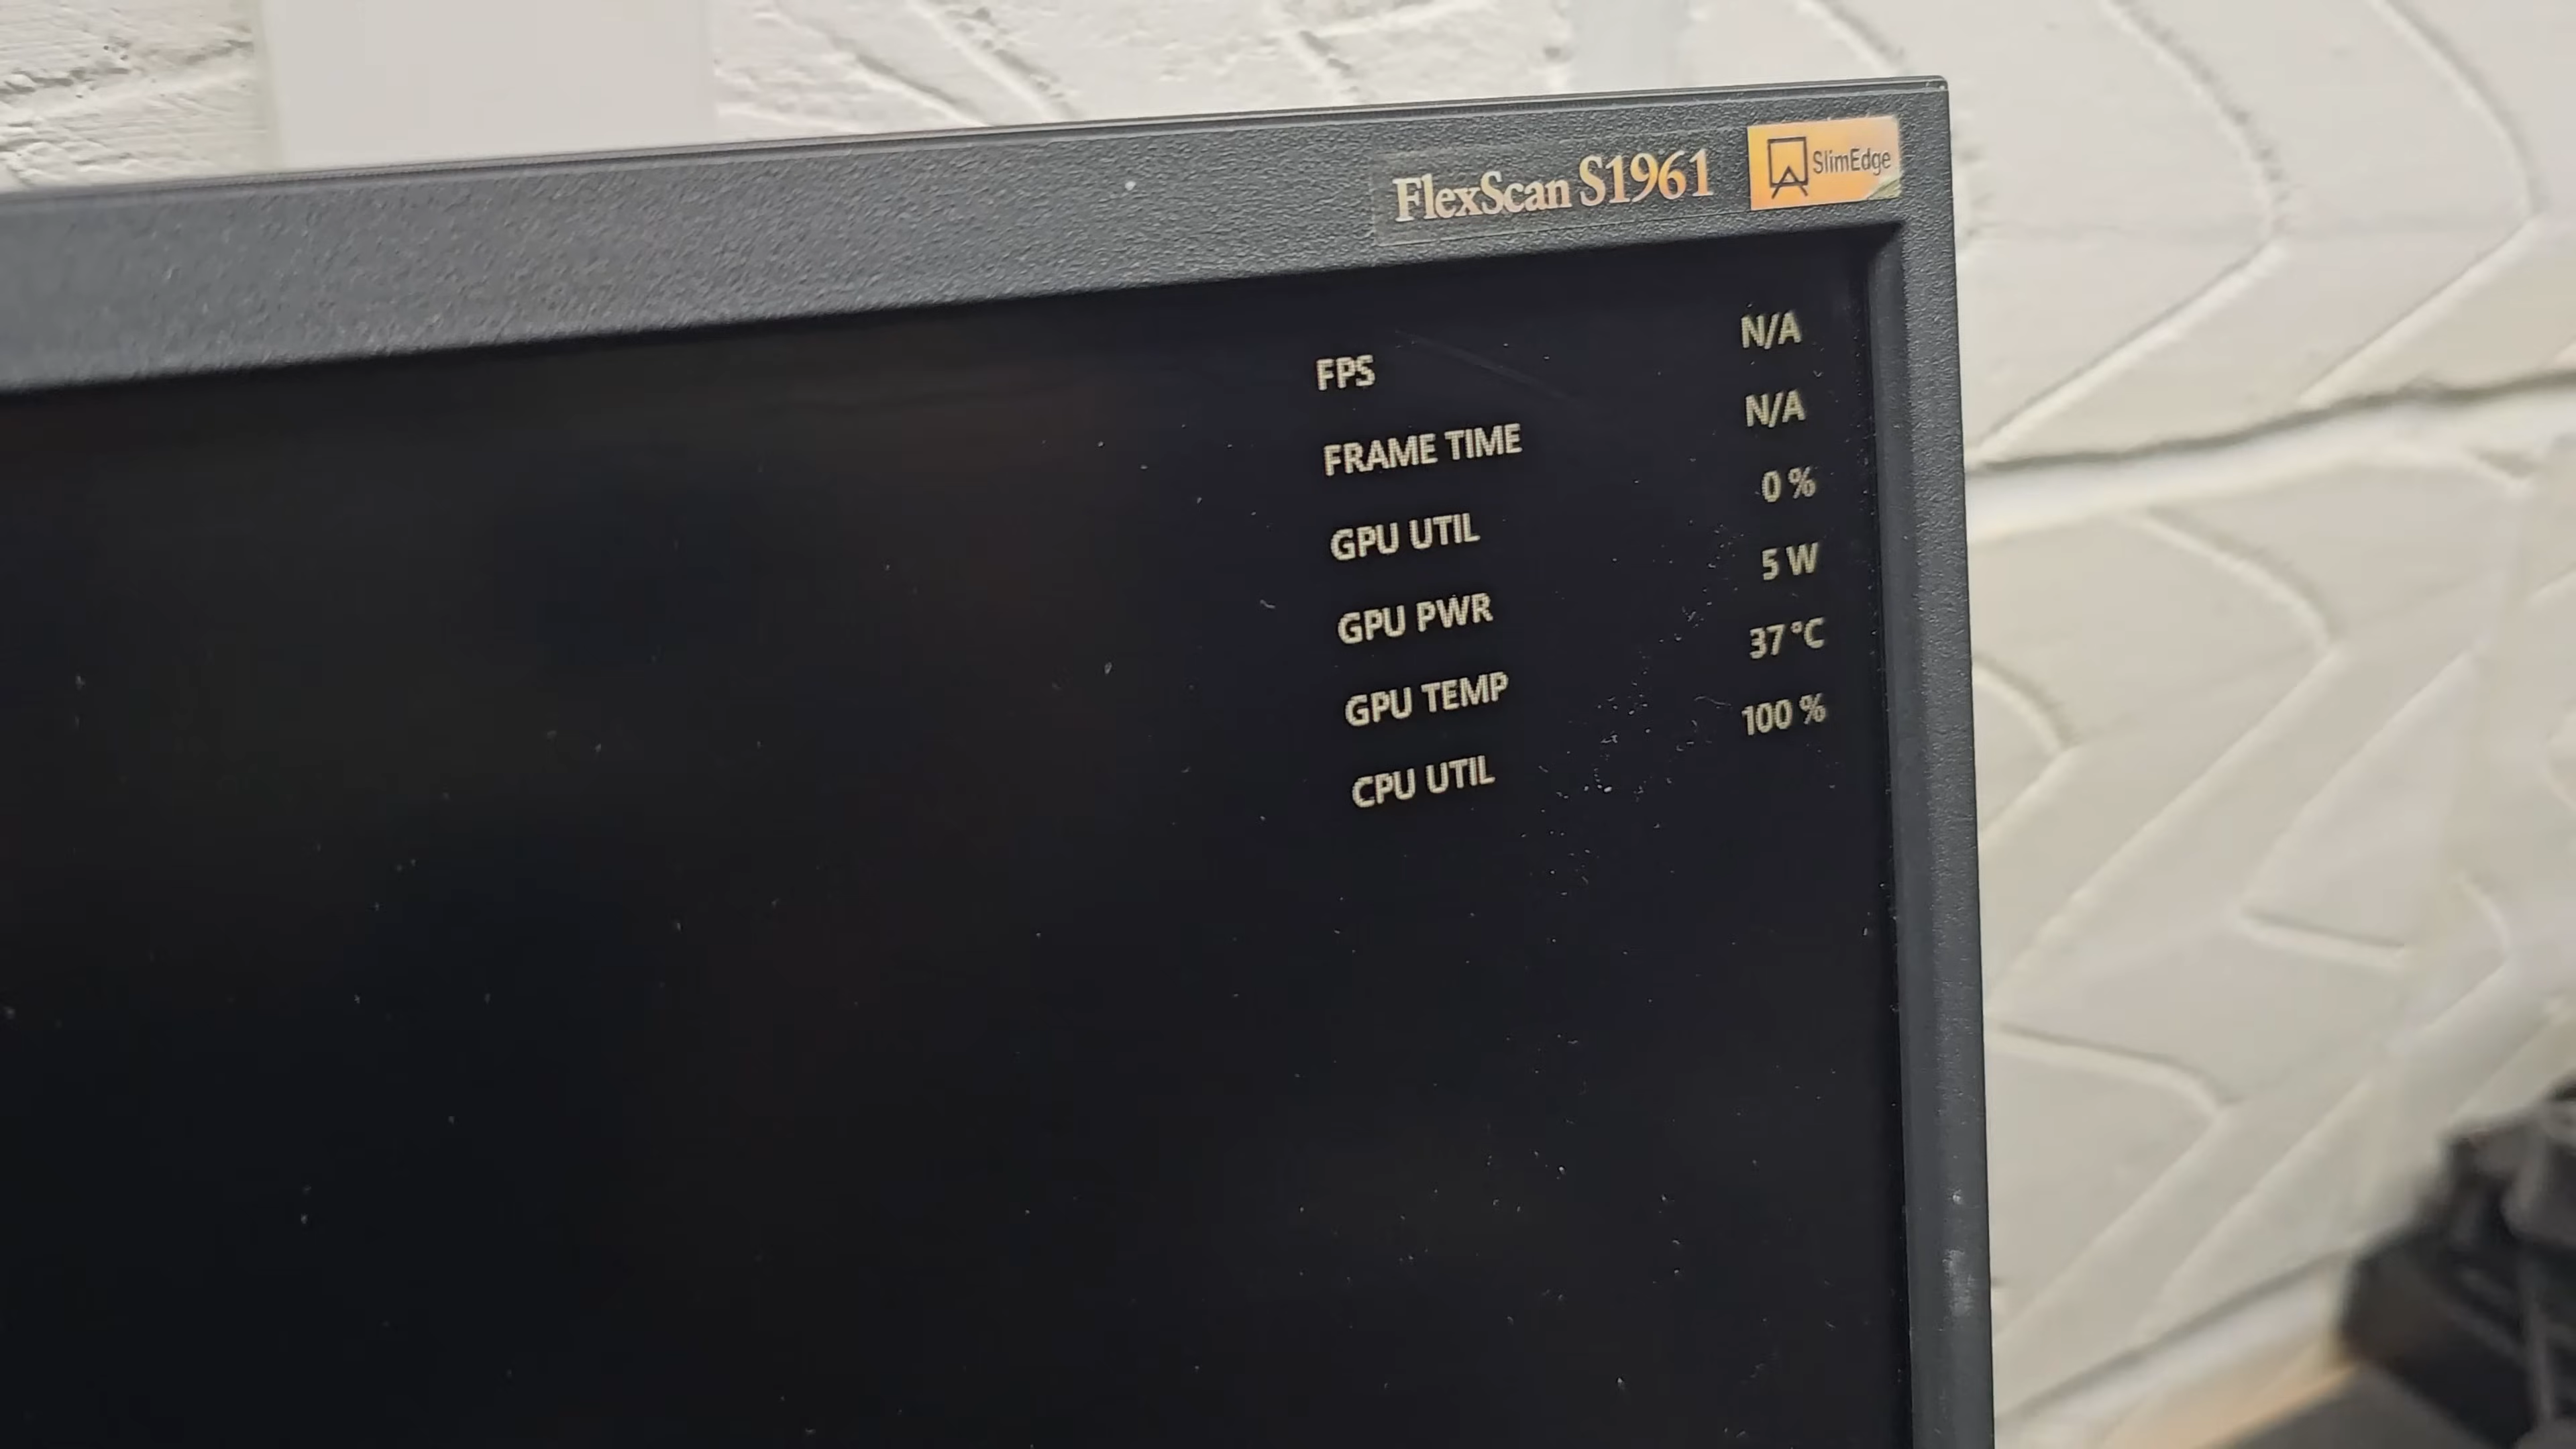 FlexScan S1961
SlimEdge
FPS N/A
FRAME TIME N/A
GPU UTIL 0 %
GPU PWR 5 W
GPU TEMP 37 °C
CPU UTIL 100 %